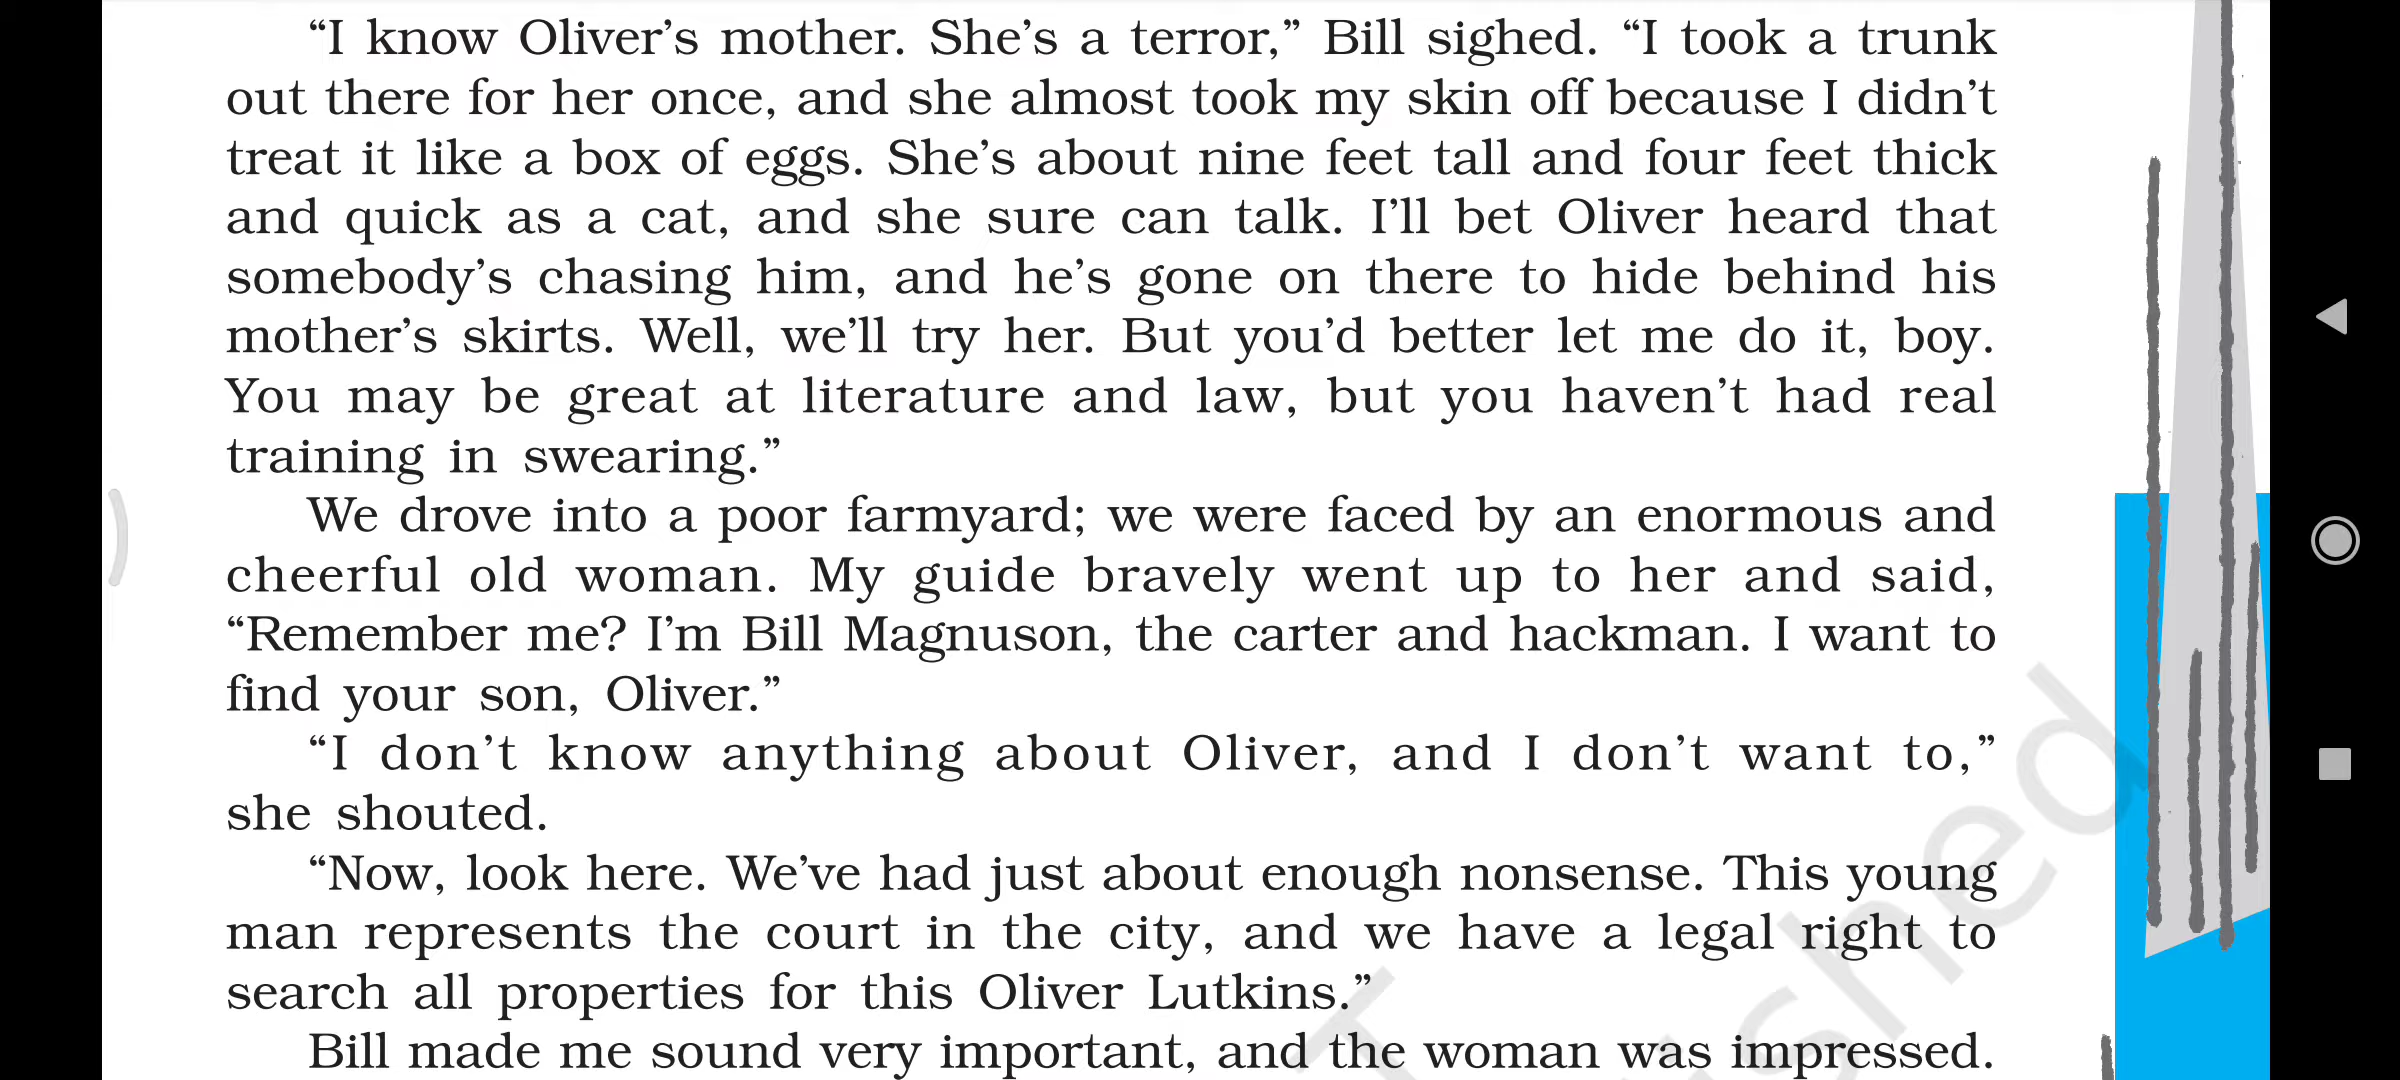 “I know Oliver’s mother. She’s a terror,” Bill sighed. “I took a trunk
out there for her once, and she almost took my skin off because I didn’t
treat it like a box of eggs. She’s about nine feet tall and four feet thick
and quick as a cat, and she sure can talk. I’ll bet Oliver heard that
somebody’s chasing him, and he’s gone on there to hide behind his
mother’s skirts. Well, we’ll try her. But you’d better let me do it, boy.
You may be great at literature and law, but you haven’t had real
training in swearing.”
We drove into a poor farmyard; we were faced by an enormous and
cheerful old woman. My guide bravely went up to her and said,
“Remember me? I’m Bill Magnuson, the carter and hackman. I want to
find your son, Oliver.”
“I don’t know anything about Oliver, and I don’t want to,”
she shouted.
“Now, look here. We’ve had just about enough nonsense. This young
man represents the court in the city, and we have a legal right to
search all properties for this Oliver Lutkins.”
Bill made me sound very important, and the woman was impressed.